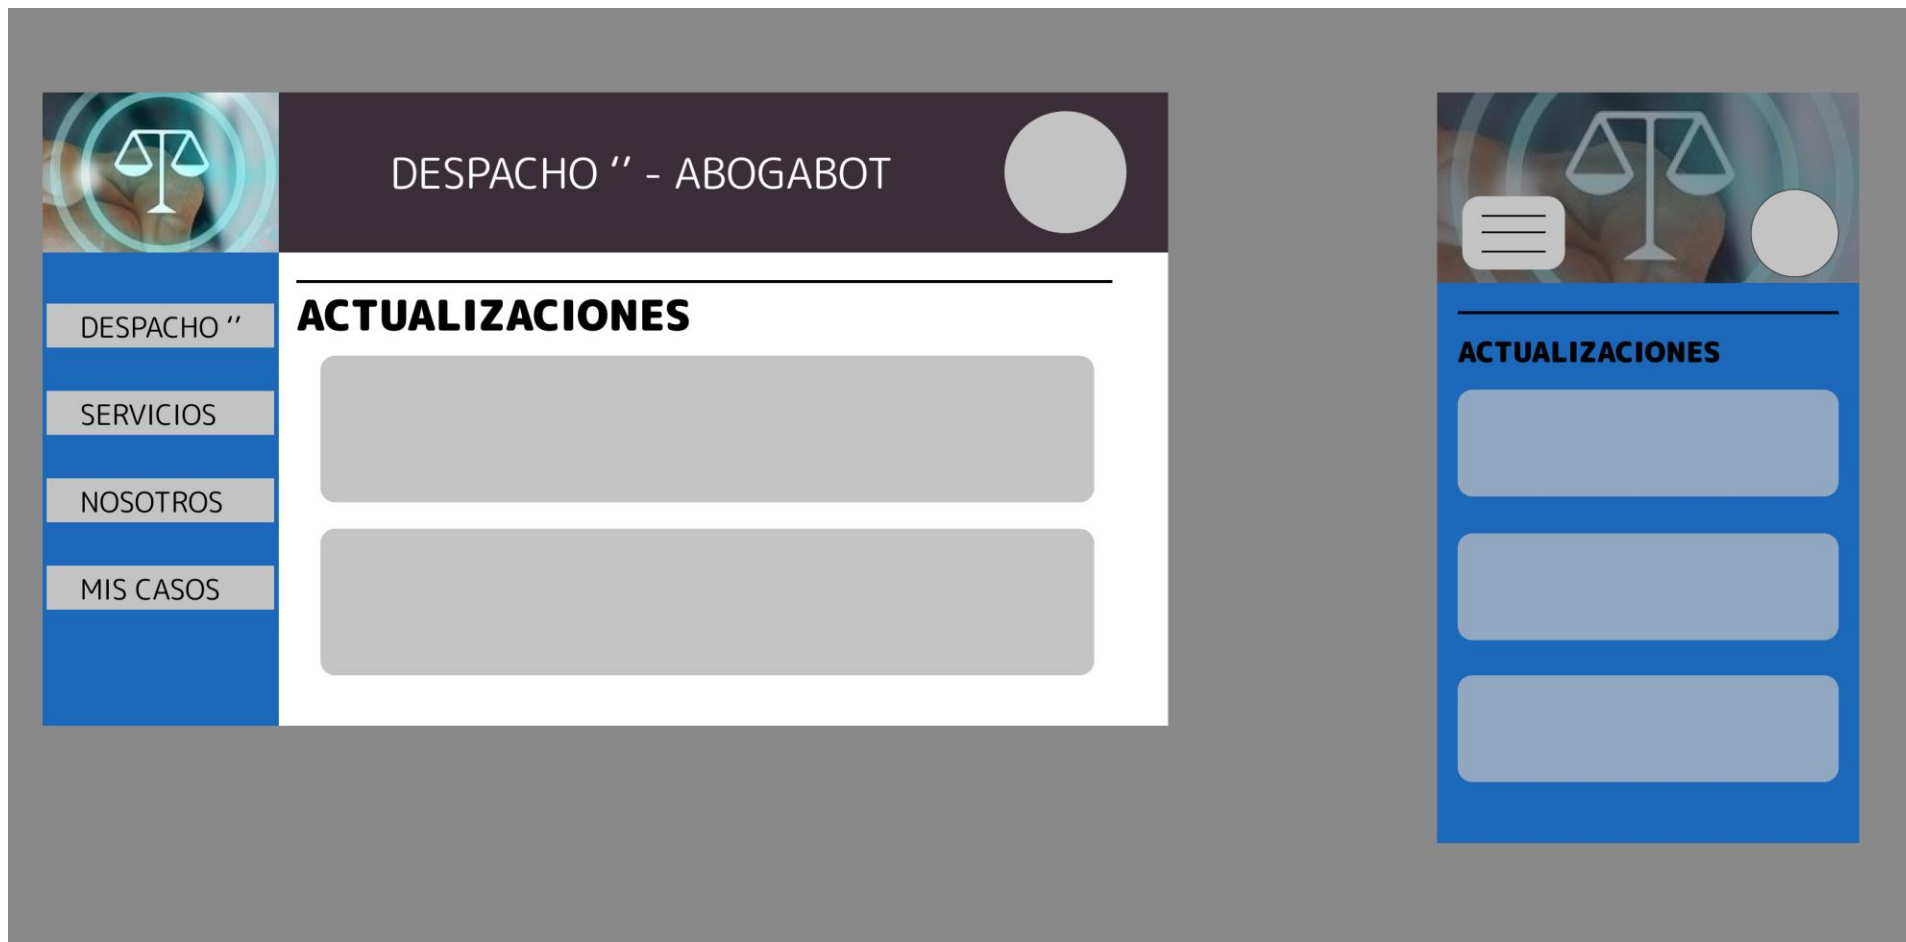 DESPACHO ‘’ - ABOGABOT
DESPACHO ‘’
SERVICIOS
NOSOTROS
MIS CASOS
ACTUALIZACIONES
ACTUALIZACIONES